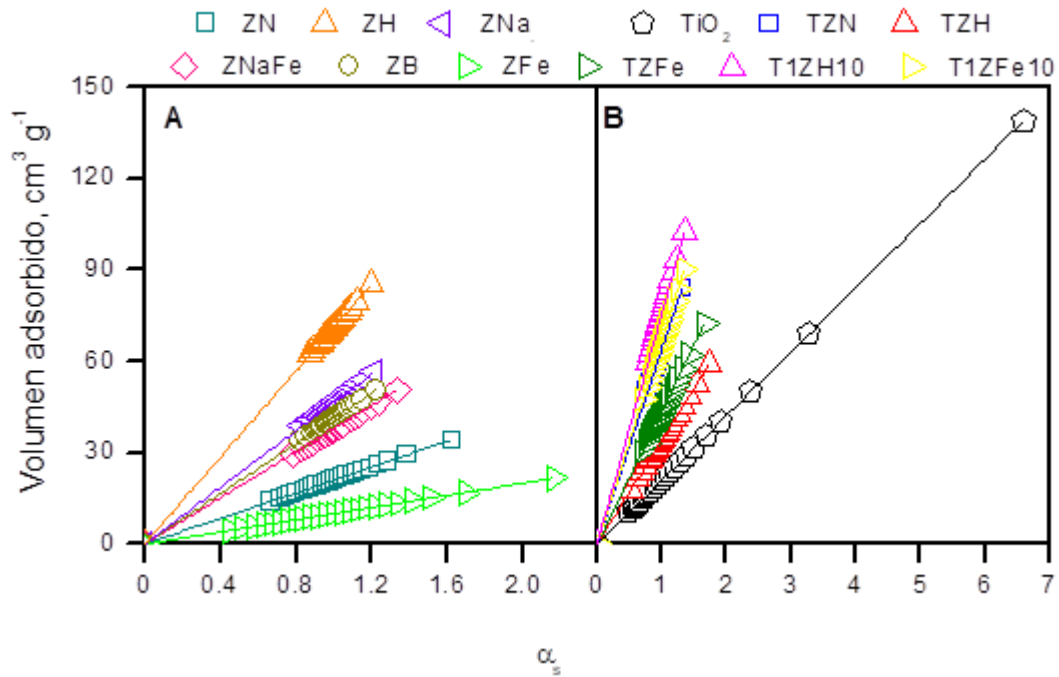 ZN ZH ZNa TiO₂ TZN TZH
ZNaFe ZB ZFe TZFe T1ZH10 T1ZFe10
150
120
90
60
30
0
Volumen adsorbido, cm³ g⁻¹
A
B
0 0.4 0.8 1.2 1.6 2.0
0 1 2 3 4 5 6 7
αₛ